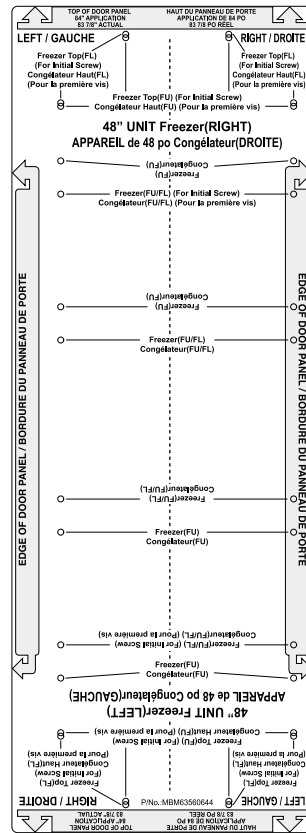 TOP OF DOOR PANEL
84" APPLICATION
83 7/8" ACTUAL
HAUT DU PANNEAU DE PORTE
APPLICATION DE 84 PO
83 7/8 PO RÉEL
LEFT / GAUCHE
RIGHT / DROITE
Freezer Top(FL)
(For Initial Screw)
Congélateur Haut(FL)
(Pour la première vis)
Freezer Top(FL)
(For Initial Screw)
Congélateur Haut(FL)
(Pour la première vis)
Freezer Top(FU) (For Initial Screw)
Congélateur Haut(FU) (Pour la première vis)
48" UNIT Freezer(RIGHT)
APPAREIL de 48 po Congélateur(DROITE)
Freezer(FU)
Congélateur(FU)
Freezer(FU/FL) (For Initial Screw)
Congélateur(FU/FL) (Pour la première vis)
EDGE OF DOOR PANEL / BORDURE DU PANNEAU DE PORTE
EDGE OF DOOR PANEL / BORDURE DU PANNEAU DE PORTE
Freezer(FU)
Congélateur(FU)
Freezer(FU/FL)
Congélateur(FU/FL)
Freezer(FU/FL)
Congélateur(FU/FL)
Freezer(FU)
Congélateur(FU)
Freezer(FU/FL) (For Initial Screw)
Congélateur(FU/FL) (Pour la première vis)
Freezer(FU)
Congélateur(FU)
48" UNIT Freezer(LEFT)
APPAREIL de 48 po Congélateur(GAUCHE)
Freezer Top(FU) (For Initial Screw)
Congélateur Haut(FU) (Pour la première vis)
Freezer Top(FL)
(For Initial Screw)
Congélateur Haut(FL)
(Pour la première vis)
Freezer Top(FL)
(For Initial Screw)
Congélateur Haut(FL)
(Pour la première vis)
RIGHT / DROITE
P/No.:MBM63560644
LEFT / GAUCHE
TOP OF DOOR PANEL
84" APPLICATION
83 7/8" ACTUAL
HAUT DU PANNEAU DE PORTE
APPLICATION DE 84 PO
83 7/8 PO RÉEL